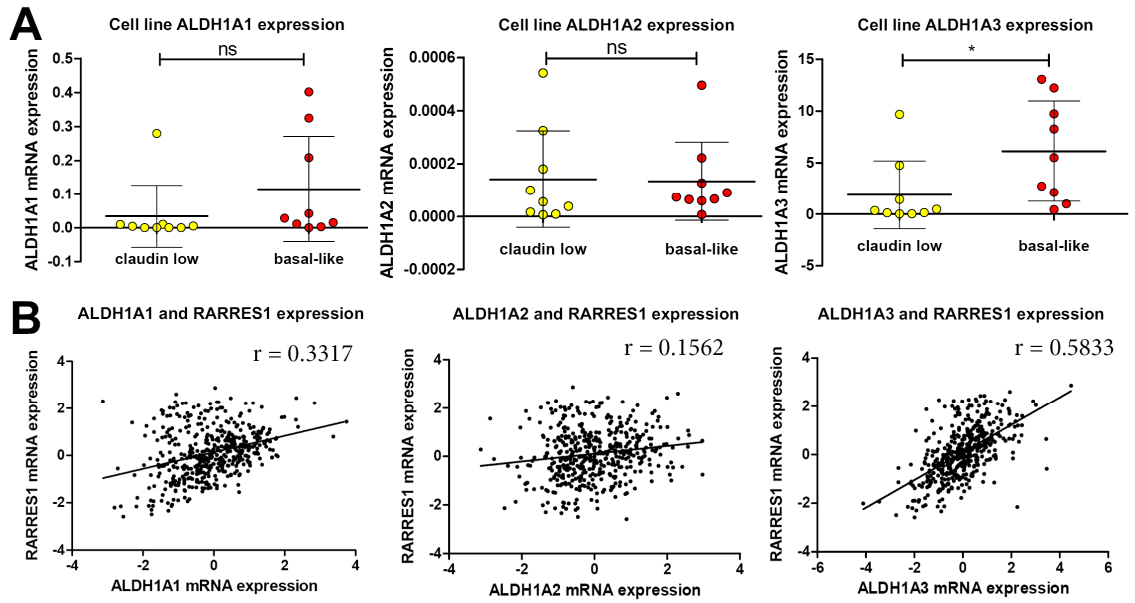 A
Cell line ALDH1A1 expression
ns
ALDH1A1 mRNA expression
0.5
0.4
0.3
0.2
0.1
0.0
-0.1
claudin low
basal-like
Cell line ALDH1A2 expression
ns
ALDH1A2 mRNA expression
0.0006
0.0004
0.0002
0.0000
-0.0002
claudin low
basal-like
Cell line ALDH1A3 expression
*
ALDH1A3 mRNA expression
15
10
5
0
-5
claudin low
basal-like
B
ALDH1A1 and RARRES1 expression
r = 0.3317
RARRES1 mRNA expression
4
2
0
-2
-4
-4 -2 0 2 4
ALDH1A1 mRNA expression
ALDH1A2 and RARRES1 expression
r = 0.1562
RARRES1 mRNA expression
4
2
0
-2
-4
-4 -2 0 2 4
ALDH1A2 mRNA expression
ALDH1A3 and RARRES1 expression
r = 0.5833
RARRES1 mRNA expression
4
2
0
-2
-4
-6 -4 -2 0 2 4 6
ALDH1A3 mRNA expression